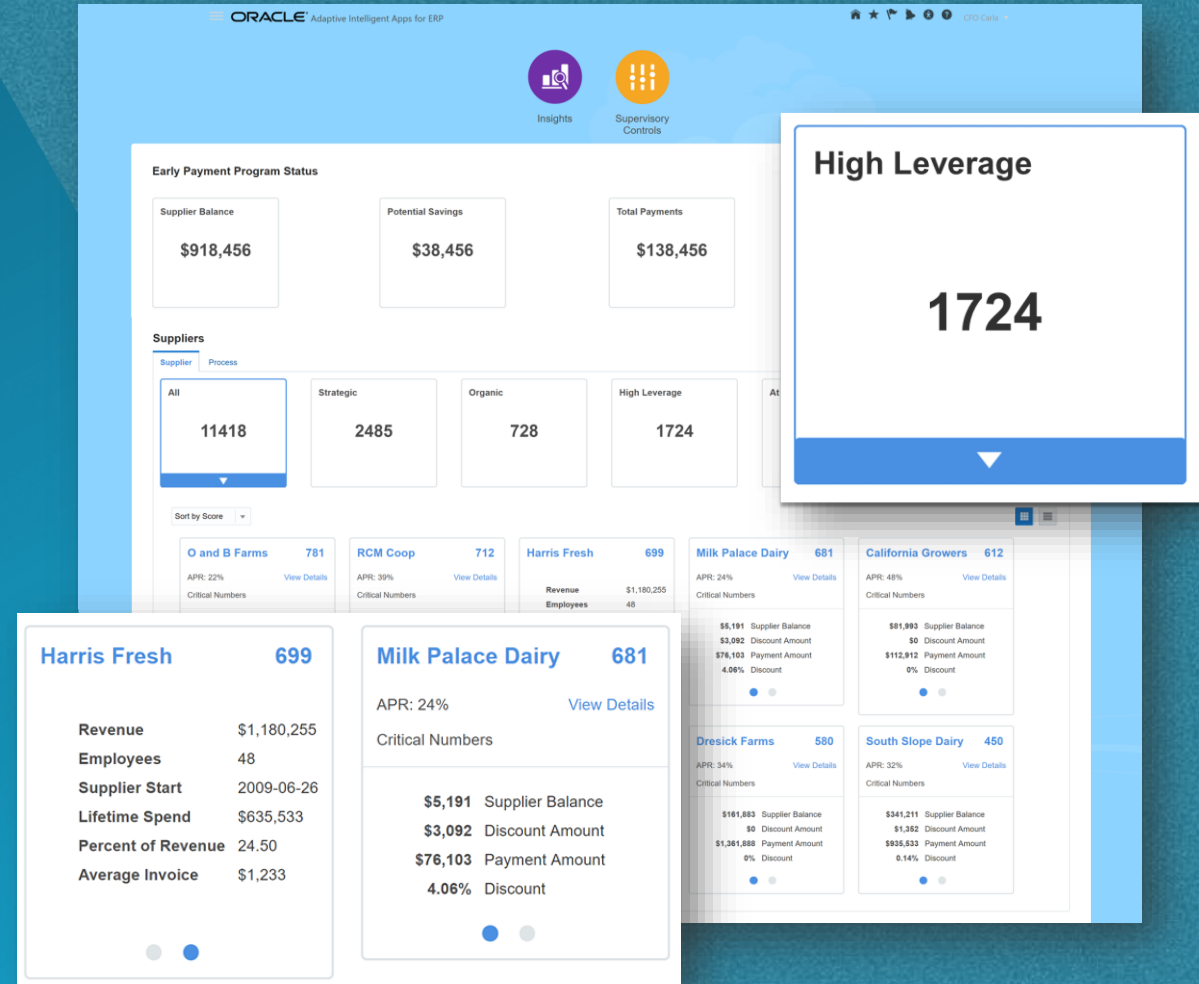 ORACLE Adaptive Intelligent Apps for ERP
CFO Carla
Insights
Supervisory
Controls
Early Payment Program Status
Supplier Balance
$918,456
Potential Savings
$38,456
Total Payments
$138,456
High Leverage
1724
Suppliers
Supplier Process
All
11418
Strategic
2485
Organic
728
High Leverage
1724
At
Sort by Score
O and B Farms 781
APR: 22% View Details
Critical Numbers
RCM Coop 712
APR: 39% View Details
Critical Numbers
Harris Fresh 699
Revenue $1,180,255
Employees 48
Milk Palace Dairy 681
APR: 24% View Details
Critical Numbers
$5,191 Supplier Balance
$3,092 Discount Amount
$76,103 Payment Amount
4.06% Discount
California Growers 612
APR: 48% View Details
Critical Numbers
$81,993 Supplier Balance
$0 Discount Amount
$112,912 Payment Amount
0% Discount
Harris Fresh 699
Revenue $1,180,255
Employees 48
Supplier Start 2009-06-26
Lifetime Spend $635,533
Percent of Revenue 24.50
Average Invoice $1,233
Milk Palace Dairy 681
APR: 24% View Details
Critical Numbers
$5,191 Supplier Balance
$3,092 Discount Amount
$76,103 Payment Amount
4.06% Discount
Dresick Farms 580
APR: 34% View Details
Critical Numbers
$161,883 Supplier Balance
$0 Discount Amount
$1,361,888 Payment Amount
0% Discount
South Slope Dairy 450
APR: 32% View Details
Critical Numbers
$341,211 Supplier Balance
$1,352 Discount Amount
$935,533 Payment Amount
0.14% Discount